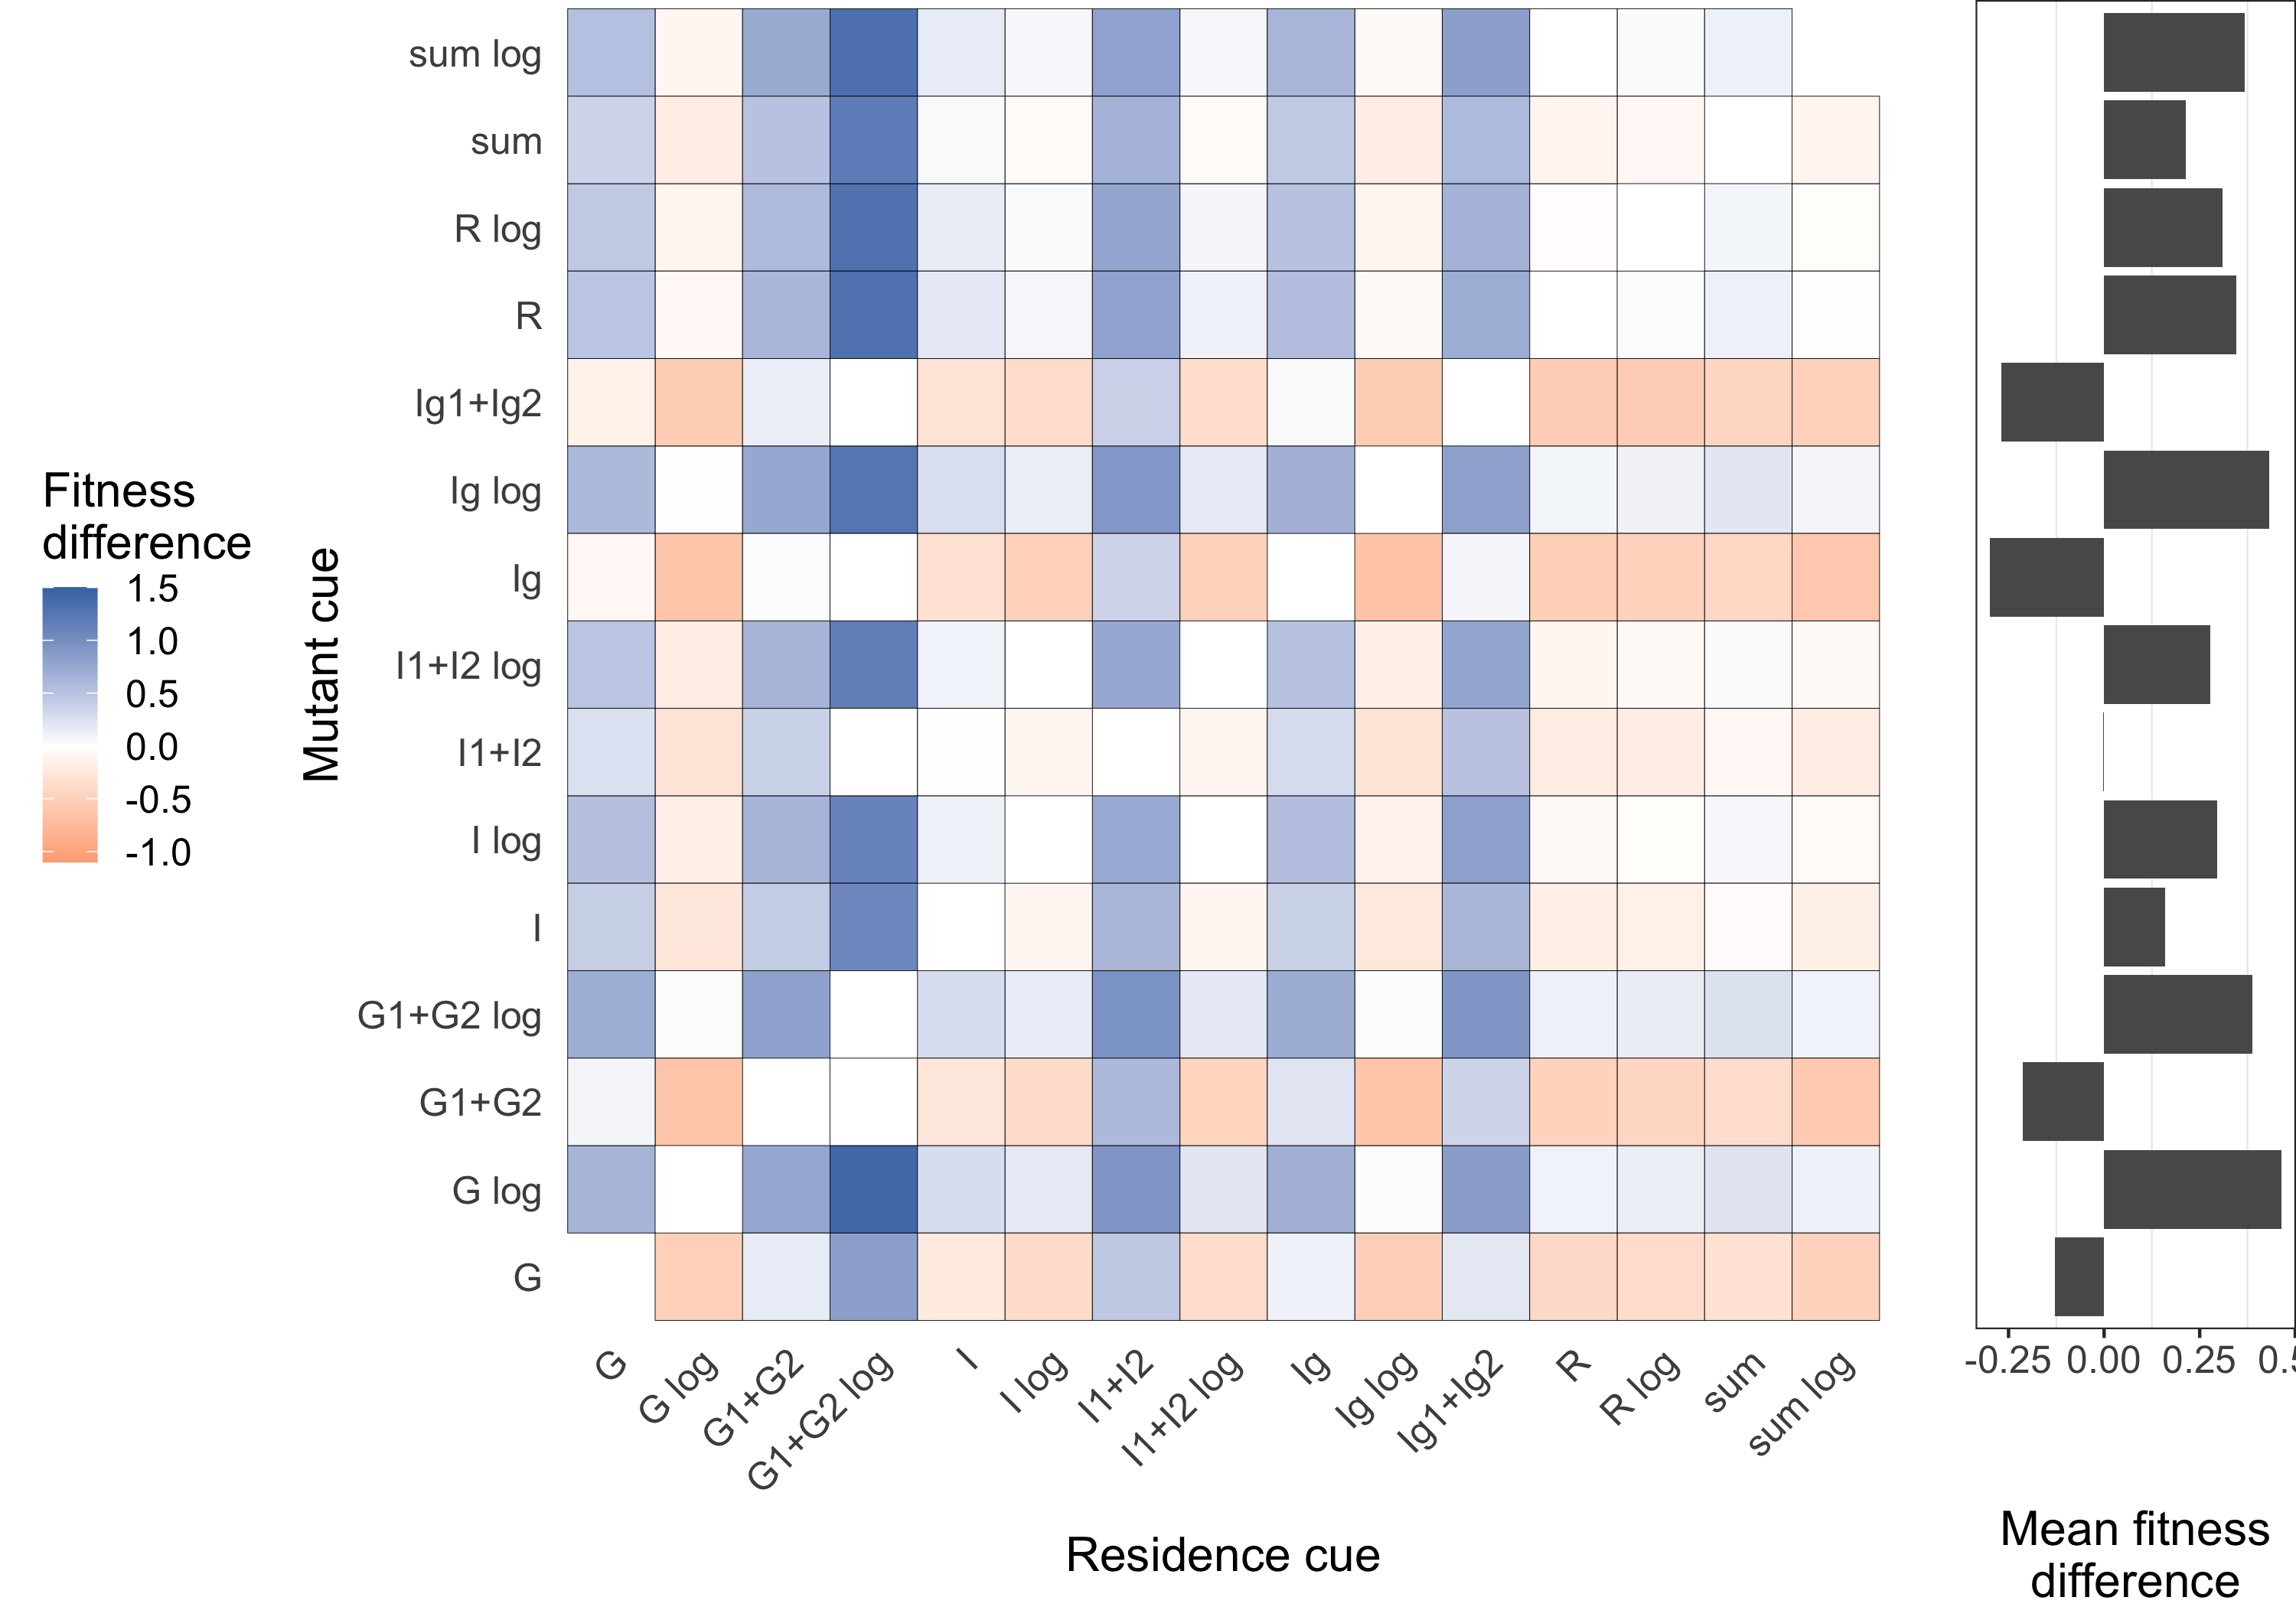 sum log
sum
R log
R
Ig1+Ig2
Ig log
Ig
I1+I2 log
I1+I2
I log
I
G1+G2 log
G1+G2
G log
G
Mutant cue
Fitness
difference
1.5
1.0
0.5
0.0
-0.5
-1.0
G
G log
G1+G2
G1+G2 log
I
I log
I1+I2
I1+I2 log
Ig
Ig log
Ig1+Ig2
R
R log
sum
sum log
Residence cue
-0.25 0.00 0.25
Mean fitness
difference